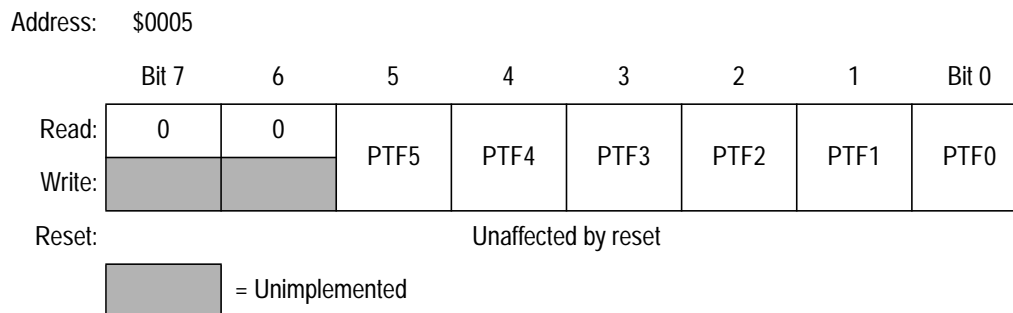 Address: $0005
Bit 7 6 5 4 3 2 1 Bit 0
Read: 0 0 PTF5 PTF4 PTF3 PTF2 PTF1 PTF0
Write:
Reset: Unaffected by reset
= Unimplemented